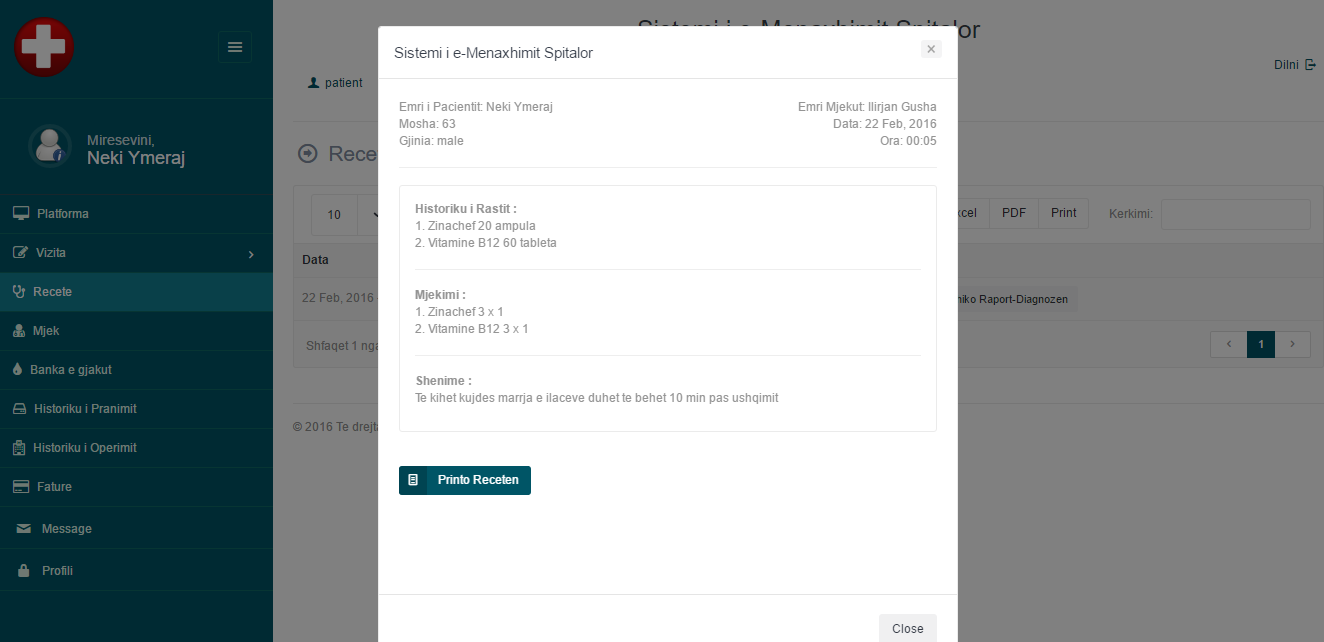 Sistemi i e-Menaxhimit Spitalor
Dilni
patient
Miresevini,
Neki Ymeraj
Platforma
Vizita
Recete
Mjek
Banka e gjakut
Historiku i Pranimit
Historiku i Operimit
Fature
Message
Profili
Rece
10
xcel
PDF
Print
Kerkimi:
Data
22 Feb, 2016
niko Raport-Diagnozen
Shfaqet 1 nga
1
© 2016 Te drejta
Sistemi i e-Menaxhimit Spitalor
×
Emri i Pacientit: Neki Ymeraj
Mosha: 63
Gjinia: male
Emri Mjekut: Ilirjan Gusha
Data: 22 Feb, 2016
Ora: 00:05
Historiku i Rastit :
1. Zinachef 20 ampula
2. Vitamine B12 60 tableta
Mjekimi :
1. Zinachef 3 x 1
2. Vitamine B12 3 x 1
Shenime :
Te kihet kujdes marrja e ilaceve duhet te behet 10 min pas ushqimit
Printo Receten
Close